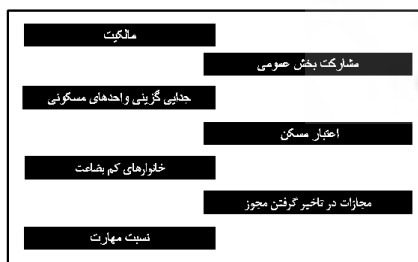 مالکیت
مشارکت بخش عمومی
جدایی گزینی واحدهای مسکونی
اعتبار مسکن
خانوارهای کم بضاعت
مجازات در تاخیر گرفتن مجوز
نسبت مهارت